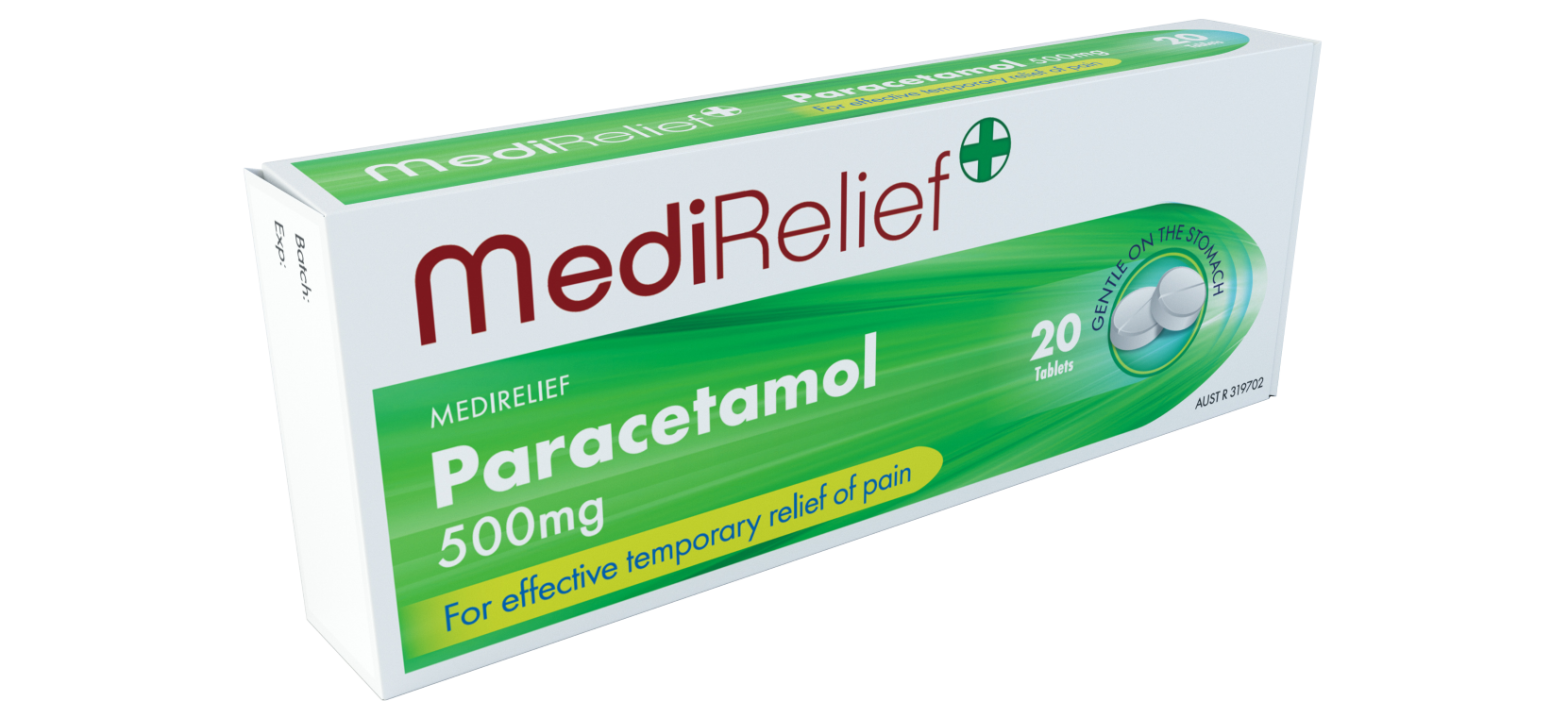 MediRelief
Paracetamol 500mg
For effective temporary relief of pain
20
Tablets
Batch:
Exp:
MediRelief
MEDIRELIEF
Paracetamol
500mg
For effective temporary relief of pain
20
Tablets
GENTLE ON THE STOMACH
AUST R 319702